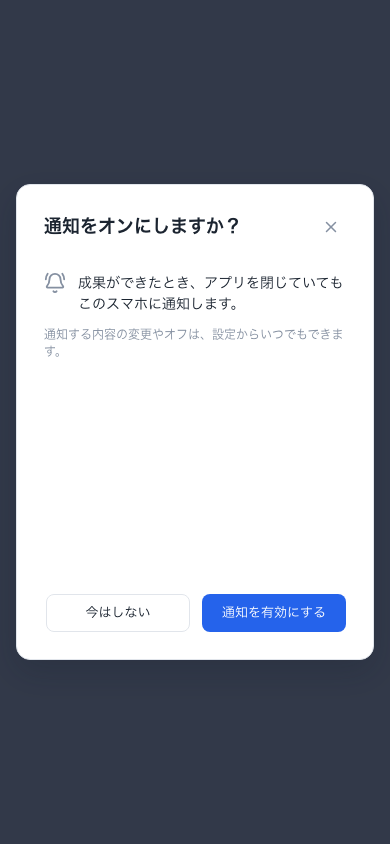 通知をオンにしますか？
成果ができたとき、アプリを閉じていても
このスマホに通知します。
通知する内容の変更やオフは、設定からいつでもできま
す。
今はしない
通知を有効にする